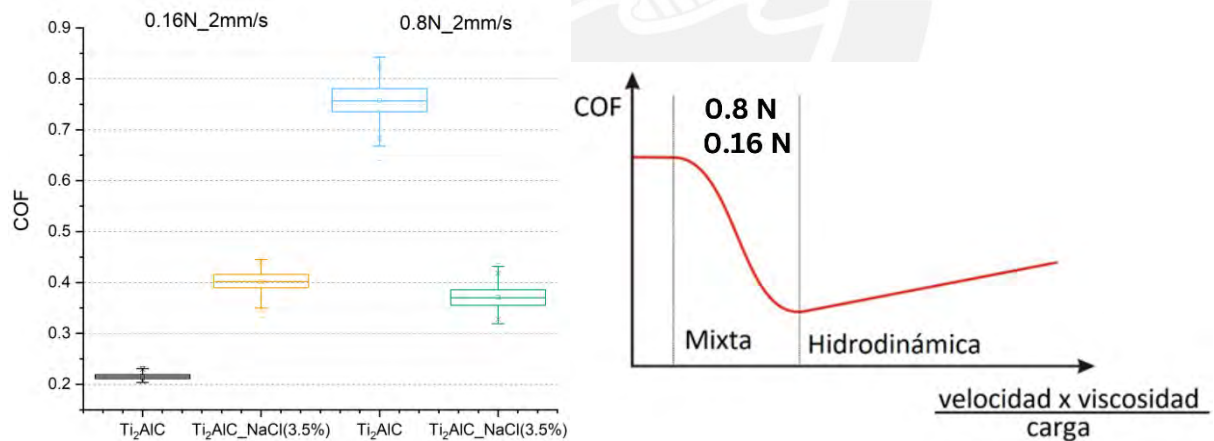 0.16N_2mm/s
0.8N_2mm/s
0.9
0.8
0.7
0.6
0.5
0.4
0.3
0.2
COF
Ti₂AlC
Ti₂AlC_NaCl(3.5%)
Ti₂AlC
Ti₂AlC_NaCl(3.5%)
COF
0.8 N
0.16 N
Mixta
Hidrodinámica
velocidad x viscosidad
carga